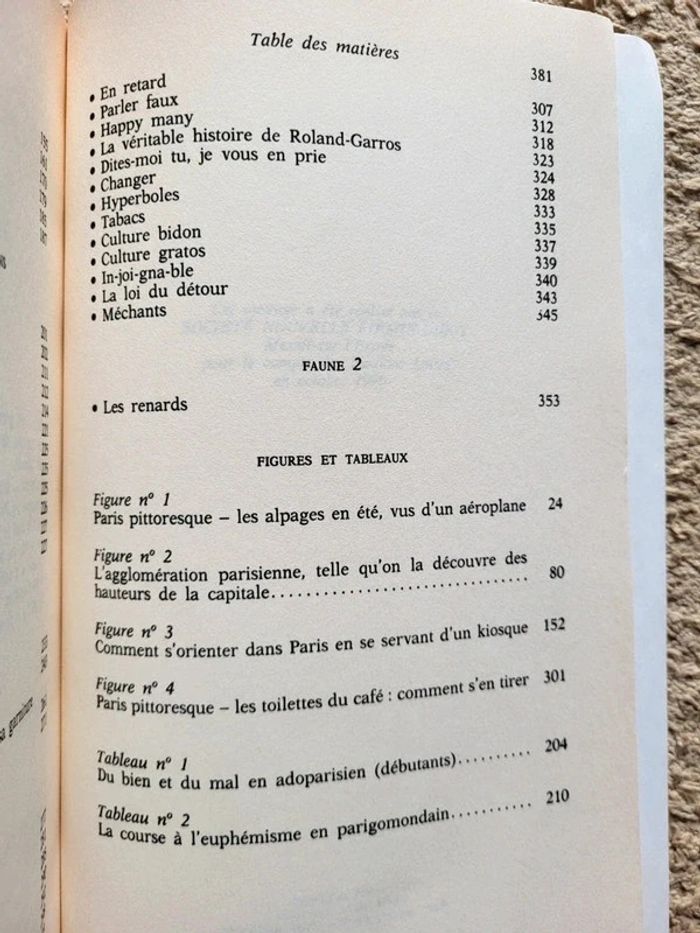 Table des matières 381
• En retard 307
• Parler faux 312
• Happy many 318
• La véritable histoire de Roland-Garros 323
• Dites-moi tu, je vous en prie 324
• Changer 328
• Hyperboles 333
• Tabacs 335
• Culture bidon 337
• Culture gratos 339
• In-joi-gna-ble 340
• La loi du détour 343
• Méchants 345
FAUNE 2
• Les renards 353
FIGURES ET TABLEAUX
Figure nº 1
Paris pittoresque – les alpages en été, vus d'un aéroplane 24
Figure nº 2
L'agglomération parisienne, telle qu'on la découvre des
hauteurs de la capitale.............................. 80
Figure nº 3
Comment s'orienter dans Paris en se servant d'un kiosque 152
Figure nº 4
Paris pittoresque – les toilettes du café : comment s'en tirer 301
Tableau nº 1
Du bien et du mal en adoparisien (débutants).......... 204
Tableau nº 2
La course à l'euphémisme en parigomondain........... 210